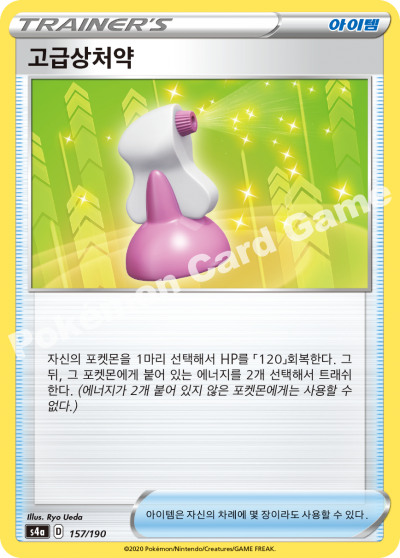 TRAINER'S 아이템
고급상처약
Pokémon Card Game
자신의 포켓몬을 1마리 선택해서 HP를 「120」회복한다. 그
뒤, 그 포켓몬에게 붙어 있는 에너지를 2개 선택해서 트래쉬
한다. (에너지가 2개 붙어 있지 않은 포켓몬에게는 사용할 수
없다.)
Illus. Ryo Ueda
s4a D 157/190
아이템은 자신의 차례에 몇 장이라도 사용할 수 있다.
©2020 Pokémon/Nintendo/Creatures/GAME FREAK.